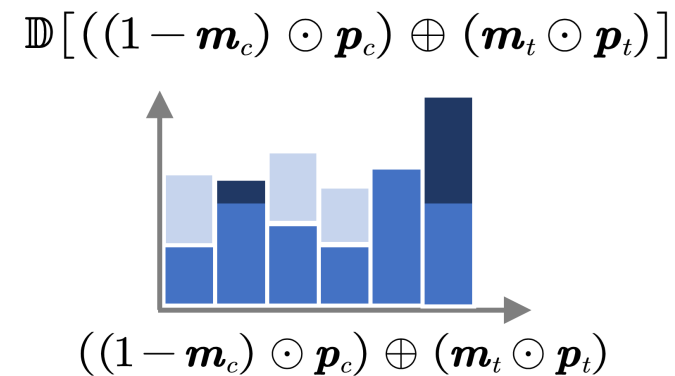 𝔻[((1 − 𝒎_c) ⊙ 𝒑_c) ⊕ (𝒎_t ⊙ 𝒑_t)]
((1 − 𝒎_c) ⊙ 𝒑_c) ⊕ (𝒎_t ⊙ 𝒑_t)